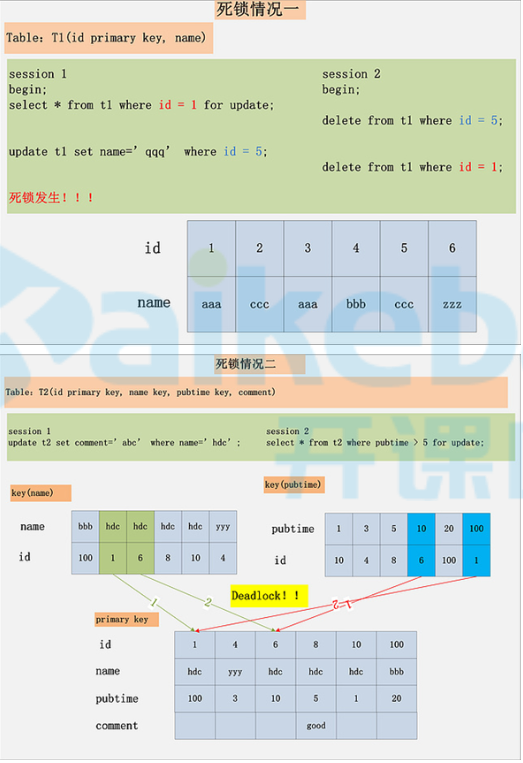 死锁情况一
Table: T1(id primary key, name)
session 1
begin;
select * from t1 where id = 1 for update;
update t1 set name=’qqq’ where id = 5;
死锁发生！！！
session 2
begin;
delete from t1 where id = 5;
delete from t1 where id = 1;
id 1 2 3 4 5 6
name aaa ccc aaa bbb ccc zzz
aikeb
死锁情况二
Table: T2(id primary key, name key, pubtime key, comment)
session 1
update t2 set comment=’abc’ where name=’hdc’;
session 2
select * from t2 where pubtime > 5 for update;
开课
key(name)
name bbb hdc hdc hdc hdc yyy
id 100 1 6 8 10 4
key(pubtime)
pubtime 1 3 5 10 20 100
id 10 4 8 6 100 1
Deadlock！！
1 2 2 1
primary key
id 1 4 6 8 10 100
name hdc yyy hdc hdc hdc bbb
pubtime 100 3 10 5 1 20
comment good